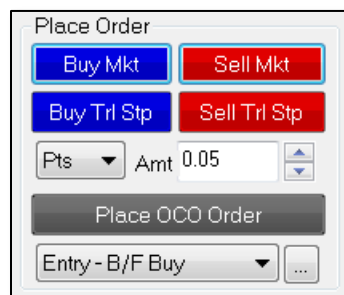 Place Order
Buy Mkt Sell Mkt
Buy Trl Stp Sell Trl Stp
Pts Amt 0.05
Place OCO Order
Entry - B/F Buy ...